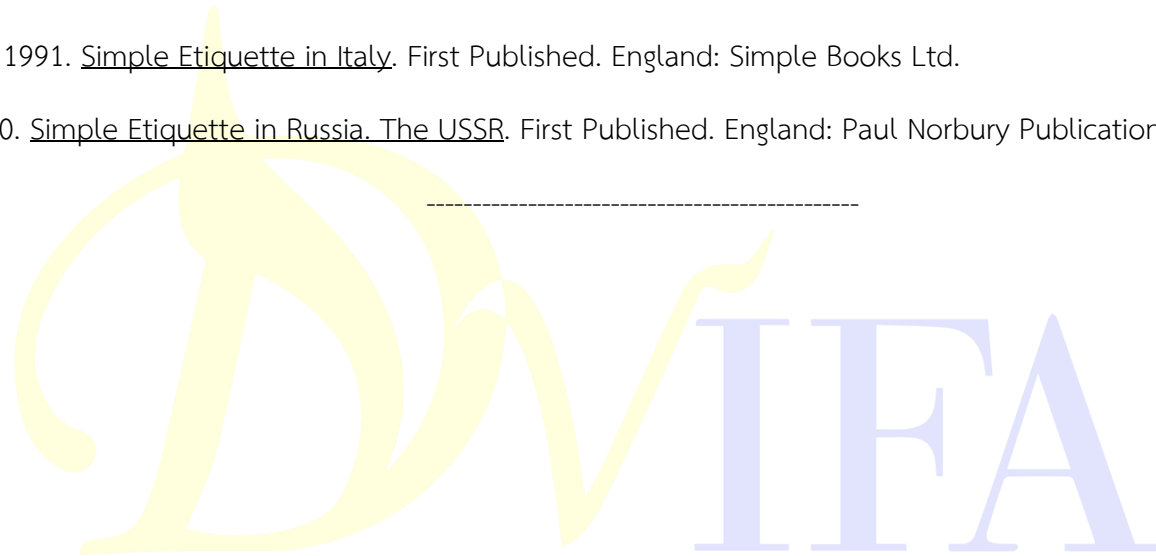 1991. Simple Etiquette in Italy. First Published. England: Simple Books Ltd.
0. Simple Etiquette in Russia. The USSR. First Published. England: Paul Norbury Publication
-----------------------------------------------
DVIFA